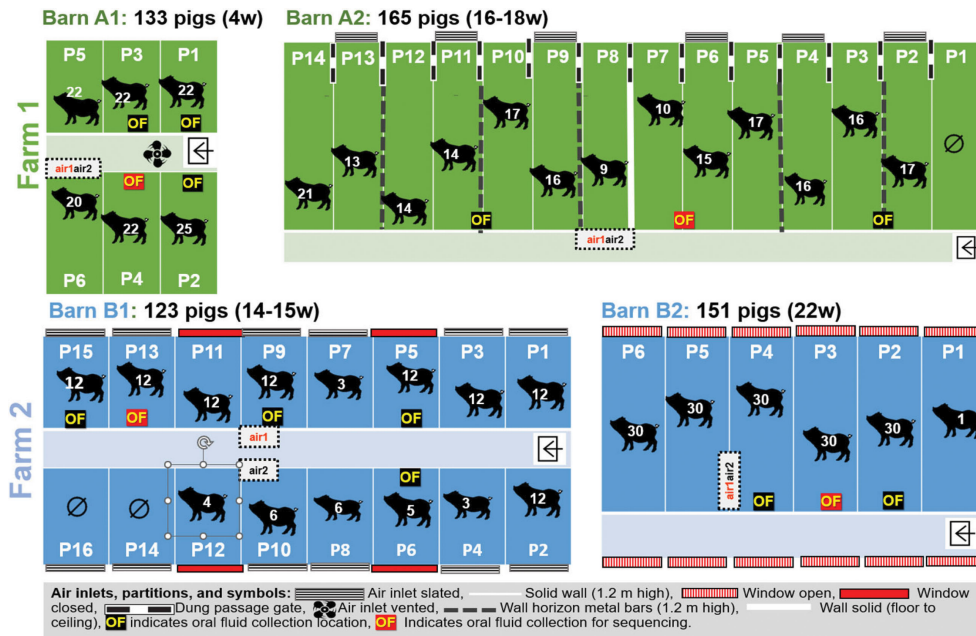 Barn A1: 133 pigs (4w)
Barn A2: 165 pigs (16-18w)
Farm 1
P5 P3 P1
22 22 22
OF OF
air1air2
OF OF
20 22 25
P6 P4 P2
P14 P13 P12 P11 P10 P9 P8 P7 P6 P5 P4 P3 P2 P1
21 13 14 14 17 16 9 10 15 17 16 16 17
OF OF OF
air1air2
Barn B1: 123 pigs (14-15w)
Barn B2: 151 pigs (22w)
Farm 2
P15 P13 P11 P9 P7 P5 P3 P1
12 12 12 12 3 12 12 12
OF OF OF OF
air1
air2
OF
4 6 6 5 3 12
P16 P14 P12 P10 P8 P6 P4 P2
P6 P5 P4 P3 P2 P1
30 30 30 30 30 1
air1air2
OF OF OF
Air inlets, partitions, and symbols: Air inlet slated, Solid wall (1.2 m high), Window open, Window
closed, Dung passage gate, Air inlet vented, Wall horizon metal bars (1.2 m high), Wall solid (floor to
ceiling), OF indicates oral fluid collection location, OF Indicates oral fluid collection for sequencing.